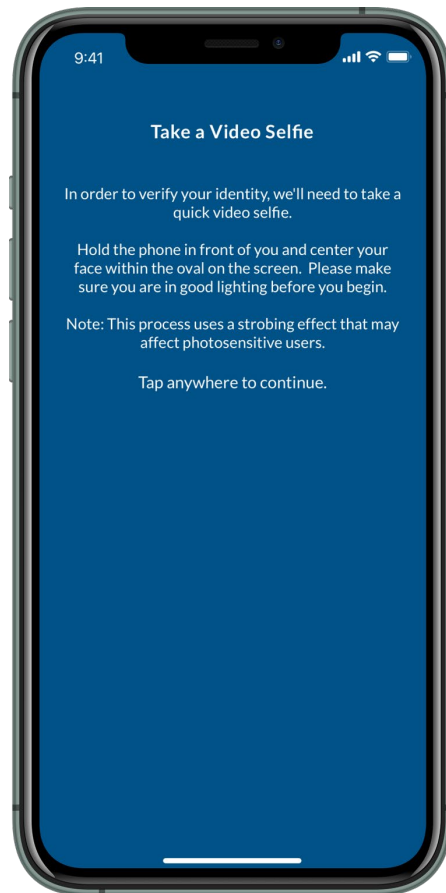 9:41
Take a Video Selfie
In order to verify your identity, we'll need to take a
quick video selfie.
Hold the phone in front of you and center your
face within the oval on the screen.  Please make
sure you are in good lighting before you begin.
Note: This process uses a strobing effect that may
affect photosensitive users.
Tap anywhere to continue.